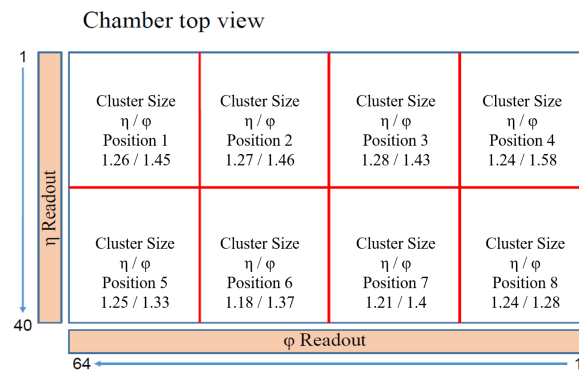 Chamber top view
1
η Readout
40
Cluster Size
η / φ
Position 1
1.26 / 1.45
Cluster Size
η / φ
Position 2
1.27 / 1.46
Cluster Size
η / φ
Position 3
1.28 / 1.43
Cluster Size
η / φ
Position 4
1.24 / 1.58
Cluster Size
η / φ
Position 5
1.25 / 1.33
Cluster Size
η / φ
Position 6
1.18 / 1.37
Cluster Size
η / φ
Position 7
1.21 / 1.4
Cluster Size
η / φ
Position 8
1.24 / 1.28
φ Readout
64
1